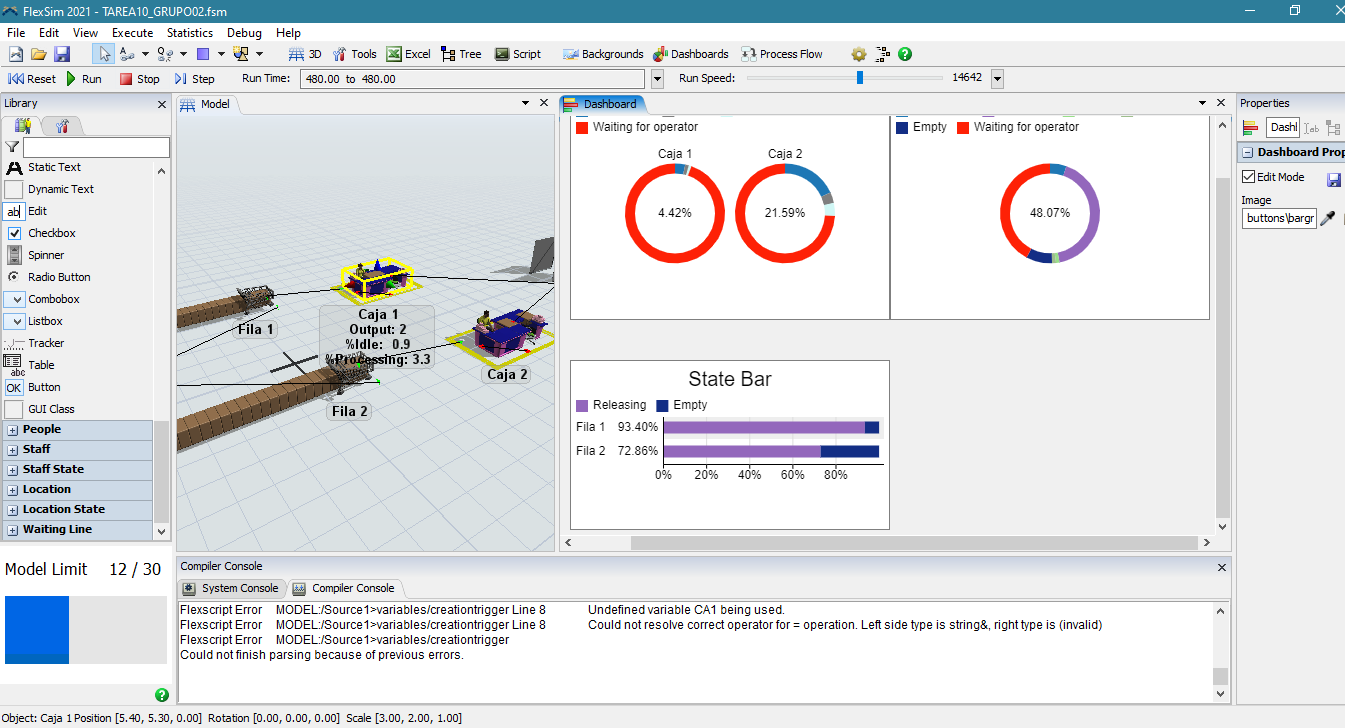 FlexSim 2021 - TAREA10_GRUPO02.fsm
File Edit View Execute Statistics Debug Help
3D Tools Excel Tree Script Backgrounds Dashboards Process Flow
Reset Run Stop Step Run Time: 480.00 to 480.00 Run Speed: 14642
Library
Static Text
Dynamic Text
ab Edit
Checkbox
Spinner
Radio Button
Combobox
Listbox
Tracker
abc Table
OK Button
GUI Class
People
Staff
Staff State
Location
Location State
Waiting Line
Model Limit 12 / 30
Model
Fila 1
Caja 1
Output: 2
%Idle: 0.9
%Processing: 3.3
Caja 2
Fila 2
Dashboard
Waiting for operator
Caja 1 Caja 2
4.42% 21.59%
Empty Waiting for operator
48.07%
State Bar
Releasing Empty
Fila 1 93.40%
Fila 2 72.86%
0% 20% 40% 60% 80%
Properties
Dashl
Dashboard Prop
Edit Mode
Image
buttons\bargr
Compiler Console
System Console Compiler Console
Flexscript Error MODEL:/Source1>variables/creationtrigger Line 8 Undefined variable CA1 being used.
Flexscript Error MODEL:/Source1>variables/creationtrigger Line 8 Could not resolve correct operator for = operation. Left side type is string&, right type is (invalid)
Flexscript Error MODEL:/Source1>variables/creationtrigger
Could not finish parsing because of previous errors.
Object: Caja 1 Position [5.40, 5.30, 0.00] Rotation [0.00, 0.00, 0.00] Scale [3.00, 2.00, 1.00]